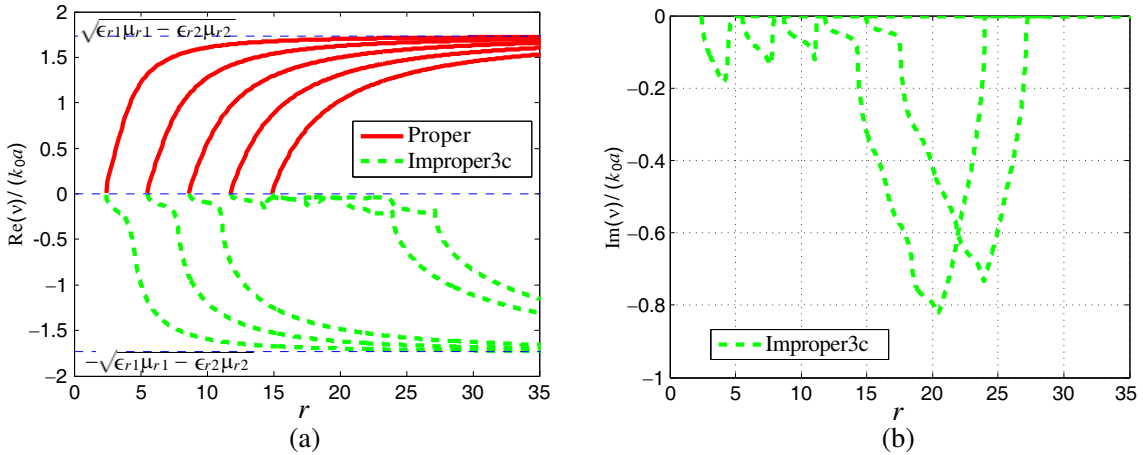 √ϵr1μr1 − ϵr2μr2
2
1.5
1
0.5
0
-0.5
−1
−1.5
−2
Re(ν)/(k0a)
Proper
Improper3c
−√ϵr1μr1 − ϵr2μr2
0 5 10 15 20 25 30 35
r
(a)
0
−0.2
−0.4
−0.6
−0.8
−1
Im(ν)/(k0a)
Improper3c
0 5 10 15 20 25 30 35
r
(b)